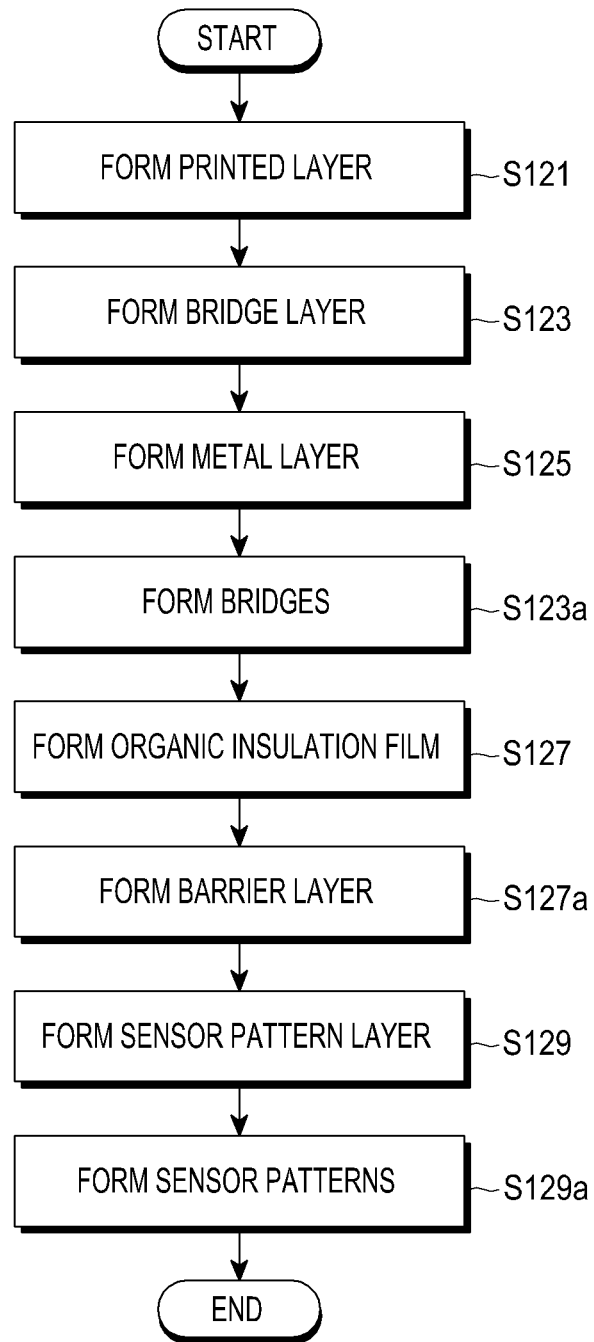 START
FORM PRINTED LAYER
S121
FORM BRIDGE LAYER
S123
FORM METAL LAYER
S125
FORM BRIDGES
S123a
FORM ORGANIC INSULATION FILM
S127
FORM BARRIER LAYER
S127a
FORM SENSOR PATTERN LAYER
S129
FORM SENSOR PATTERNS
S129a
END